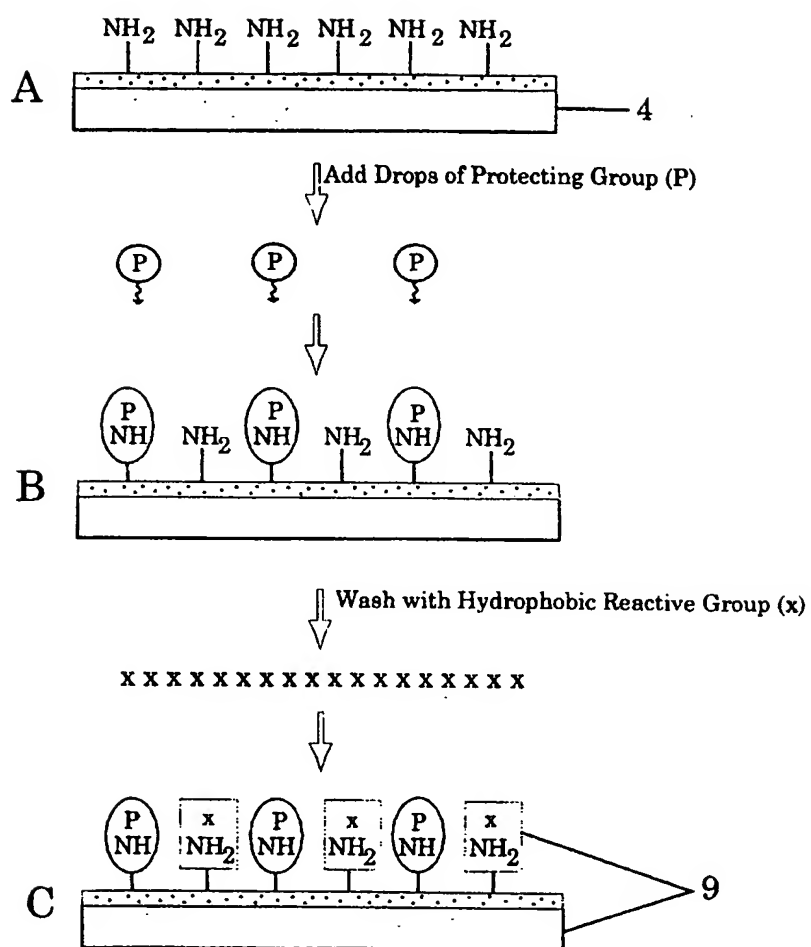 NH2 NH2 NH2 NH2 NH2 NH2
A
4
Add Drops of Protecting Group (P)
P P P
P P P
NH NH2 NH NH2 NH NH2
B
Wash with Hydrophobic Reactive Group (x)
x x x x x x x x x x x x x x x x x x
P x P x P x
NH NH2 NH NH2 NH NH2
9
C